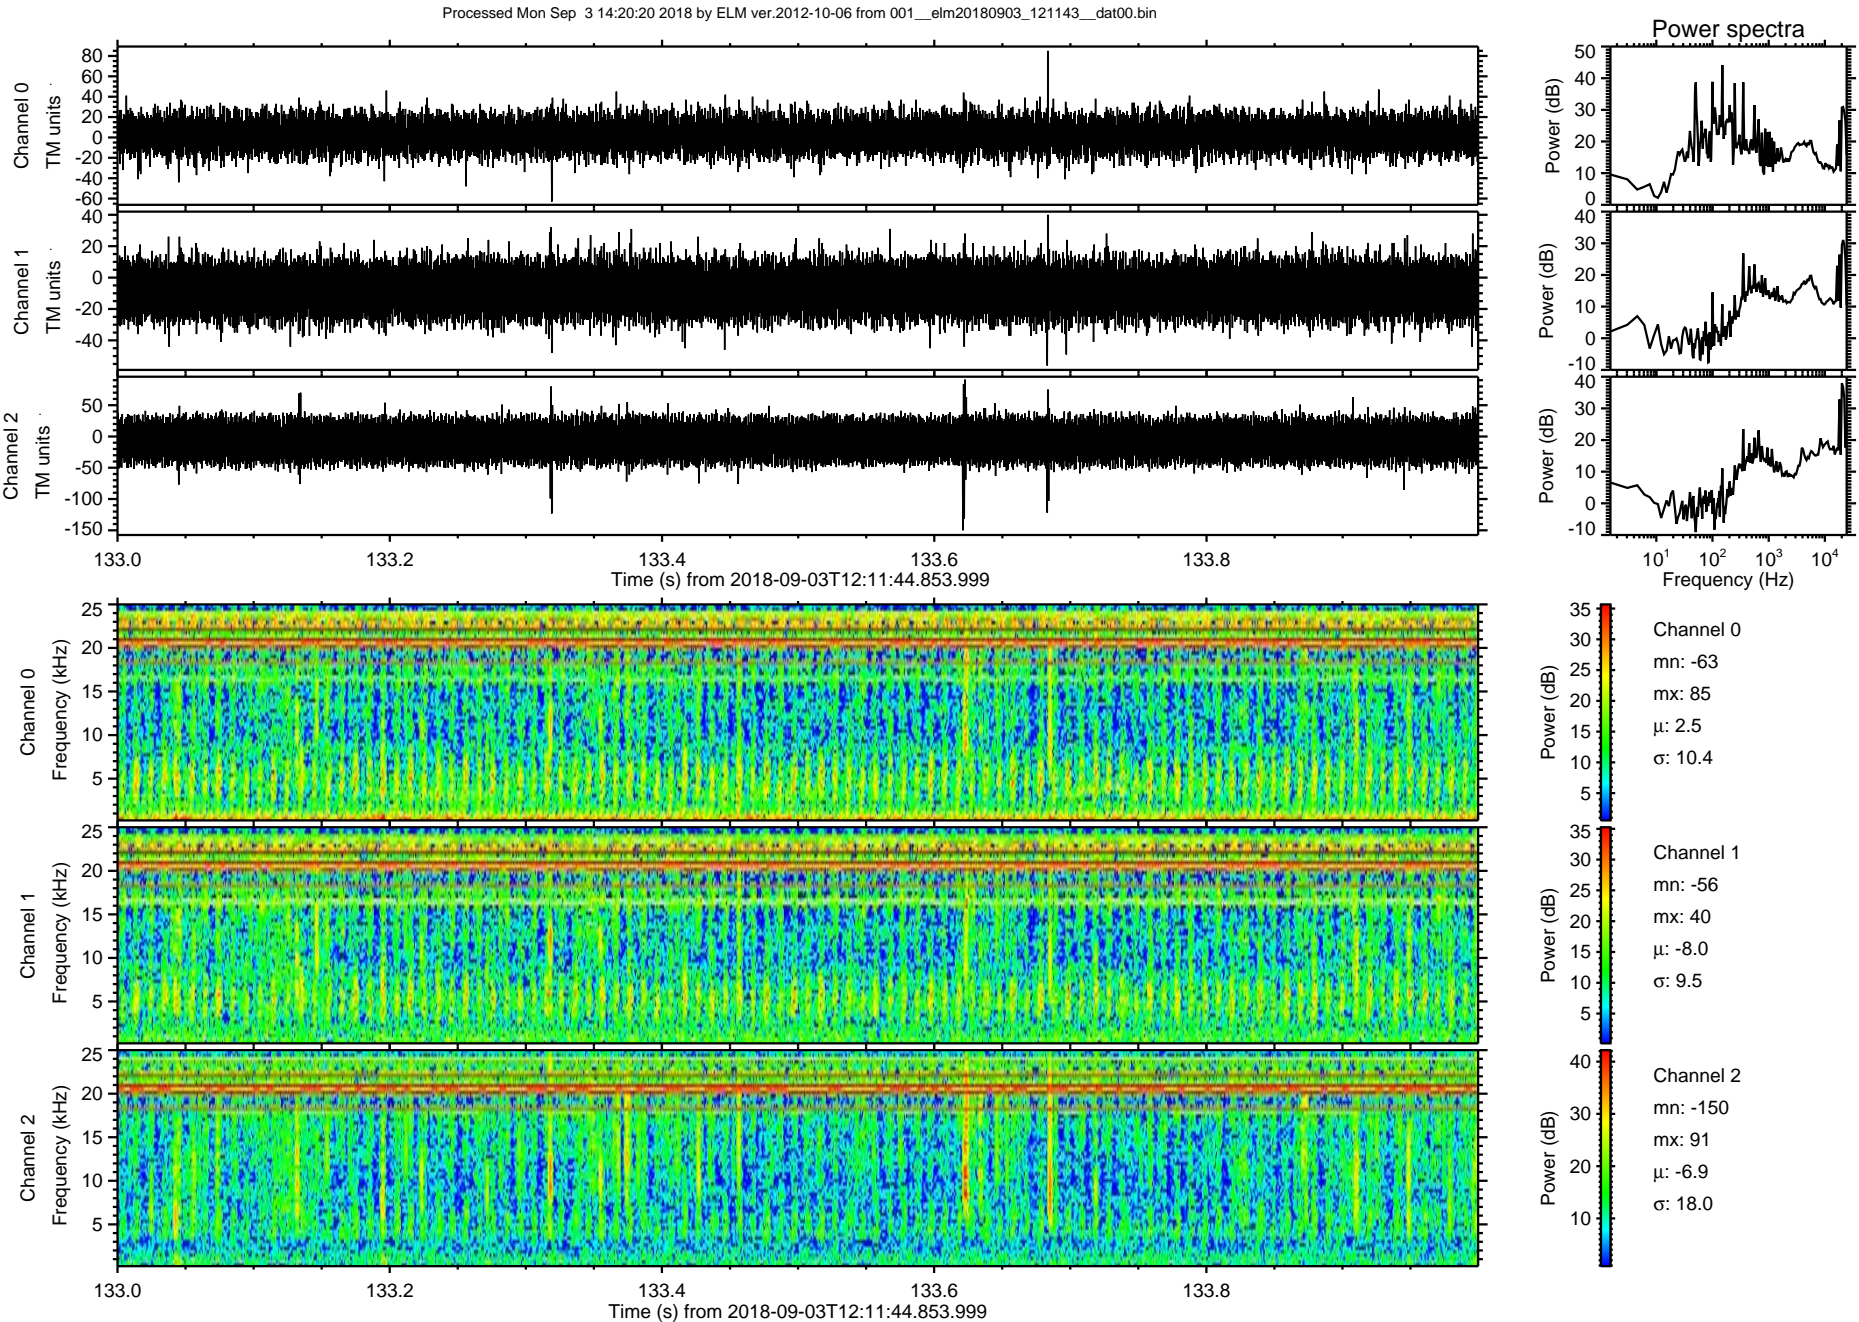 Processed Mon Sep  3 14:20:20 2018 by ELM ver.2012-10-06 from 001__elm20180903_121143__dat00.bin
Power spectra
Channel 0
TM units
80
60
40
20
0
-20
-40
-60
Power (dB)
50
40
30
20
10
0
Channel 1
TM units
40
20
0
-20
-40
Power (dB)
40
30
20
10
0
-10
Channel 2
TM units
50
0
-50
-100
-150
Power (dB)
40
30
20
10
0
-10
133.0 133.2 133.4 133.6 133.8
Time (s) from 2018-09-03T12:11:44.853.999
10¹ 10² 10³ 10⁴
Frequency (Hz)
Channel 0
Frequency (kHz)
25
20
15
10
5
Power (dB)
35
30
25
20
15
10
5
Channel 0
mn: -63
mx: 85
μ: 2.5
σ: 10.4
Channel 1
Frequency (kHz)
25
20
15
10
5
Power (dB)
35
30
25
20
15
10
5
Channel 1
mn: -56
mx: 40
μ: -8.0
σ: 9.5
Channel 2
Frequency (kHz)
25
20
15
10
5
Power (dB)
40
30
20
10
Channel 2
mn: -150
mx: 91
μ: -6.9
σ: 18.0
133.0 133.2 133.4 133.6 133.8
Time (s) from 2018-09-03T12:11:44.853.999